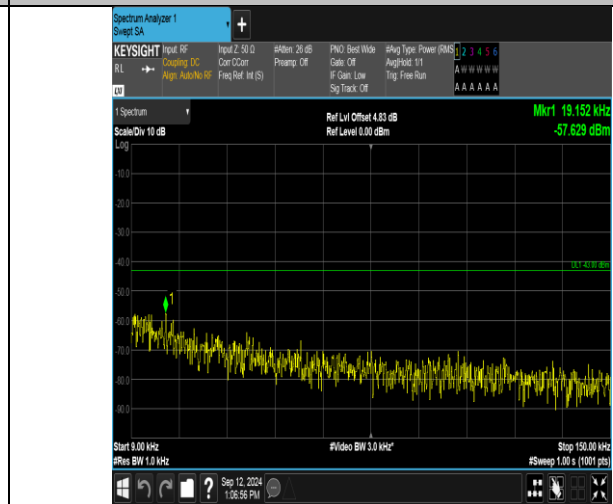 Spectrum Analyzer 1
Swept SA
+
KEYSIGHT
RL
Input: RF
Coupling: DC
Align: Auto/No RF
Input Z: 50 Ω
Corr CCorr
Freq Ref: Int (S)
#Atten: 26 dB
Preamp: Off
PNO: Best Wide
Gate: Off
IF Gain: Low
Sig Track: Off
#Avg Type: Power (RMS
Avg|Hold: 1/1
Trig: Free Run
1 2 3 4 5 6
A W W W W W
A A A A A A
1 Spectrum
Scale/Div 10 dB
Log
Ref Lvl Offset 4.83 dB
Ref Level 0.00 dBm
Mkr1 19.152 kHz
-57.629 dBm
-10.0
-20.0
-30.0
-40.0
DL1 -43.00 dBm
-50.0
1
-60.0
-70.0
-80.0
-90.0
Start 9.00 kHz
#Video BW 3.0 kHz*
Stop 150.00 kHz
#Res BW 1.0 kHz
#Sweep 1.00 s (1001 pts)
?
Sep 12, 2024
1:06:56 PM